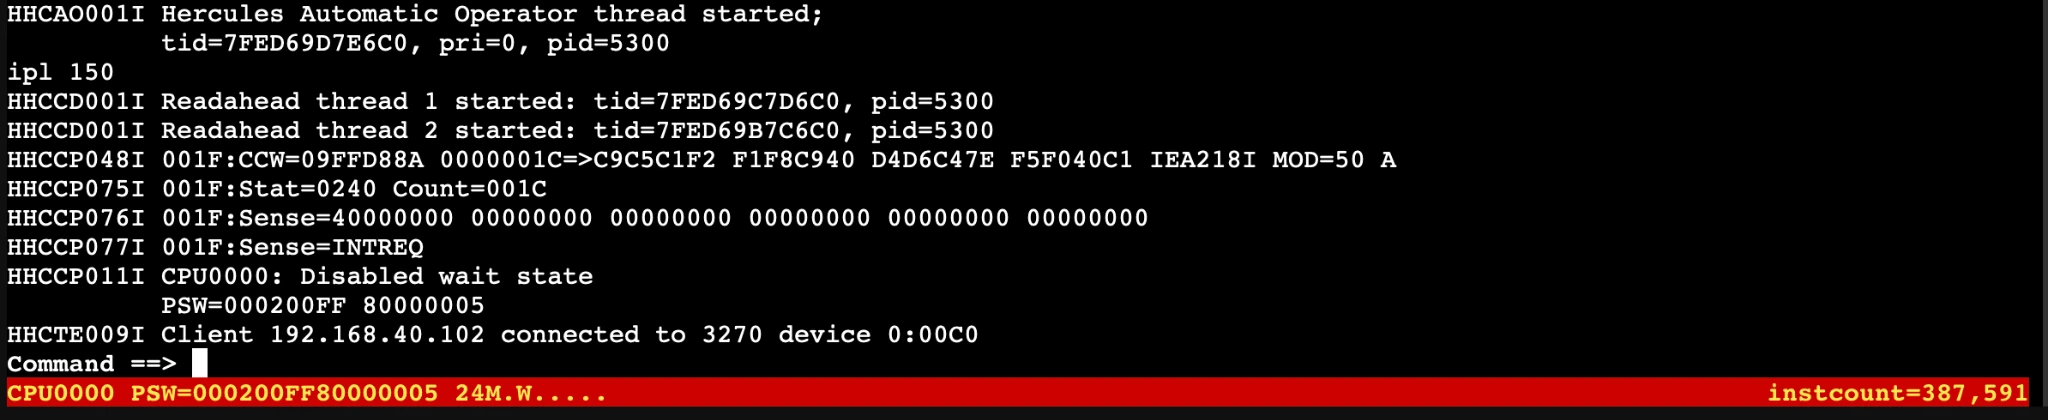 HHCAO001I Hercules Automatic Operator thread started;
tid=7FED69D7E6C0, pri=0, pid=5300
ipl 150
HHCCD001I Readahead thread 1 started: tid=7FED69C7D6C0, pid=5300
HHCCD001I Readahead thread 2 started: tid=7FED69B7C6C0, pid=5300
HHCCP048I 001F:CCW=09FFD88A 0000001C=>C9C5C1F2 F1F8C940 D4D6C47E F5F040C1 IEA218I MOD=50 A
HHCCP075I 001F:Stat=0240 Count=001C
HHCCP076I 001F:Sense=40000000 00000000 00000000 00000000 00000000 00000000
HHCCP077I 001F:Sense=INTREQ
HHCCP011I CPU0000: Disabled wait state
PSW=000200FF 80000005
HHCTE009I Client 192.168.40.102 connected to 3270 device 0:00C0
Command ==>
CPU0000 PSW=000200FF80000005 24M.W..... instcount=387,591